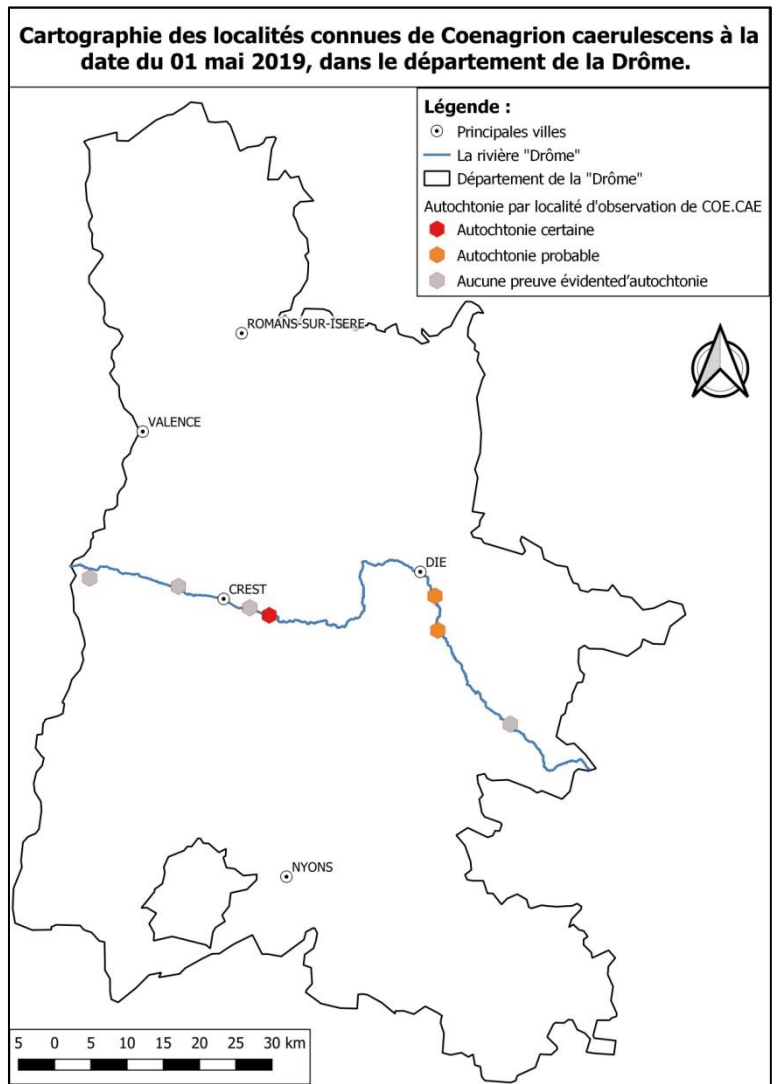 Cartographie des localités connues de Coenagrion caerulescens à la
date du 01 mai 2019, dans le département de la Drôme.
Légende :
Principales villes
La rivière "Drôme"
Département de la "Drôme"
Autochtonie par localité d'observation de COE.CAE
Autochtonie certaine
Autochtonie probable
Aucune preuve évidented’autochtonie
ROMANS-SUR-ISERE
VALENCE
DIE
CREST
NYONS
5 0 5 10 15 20 25 30 km